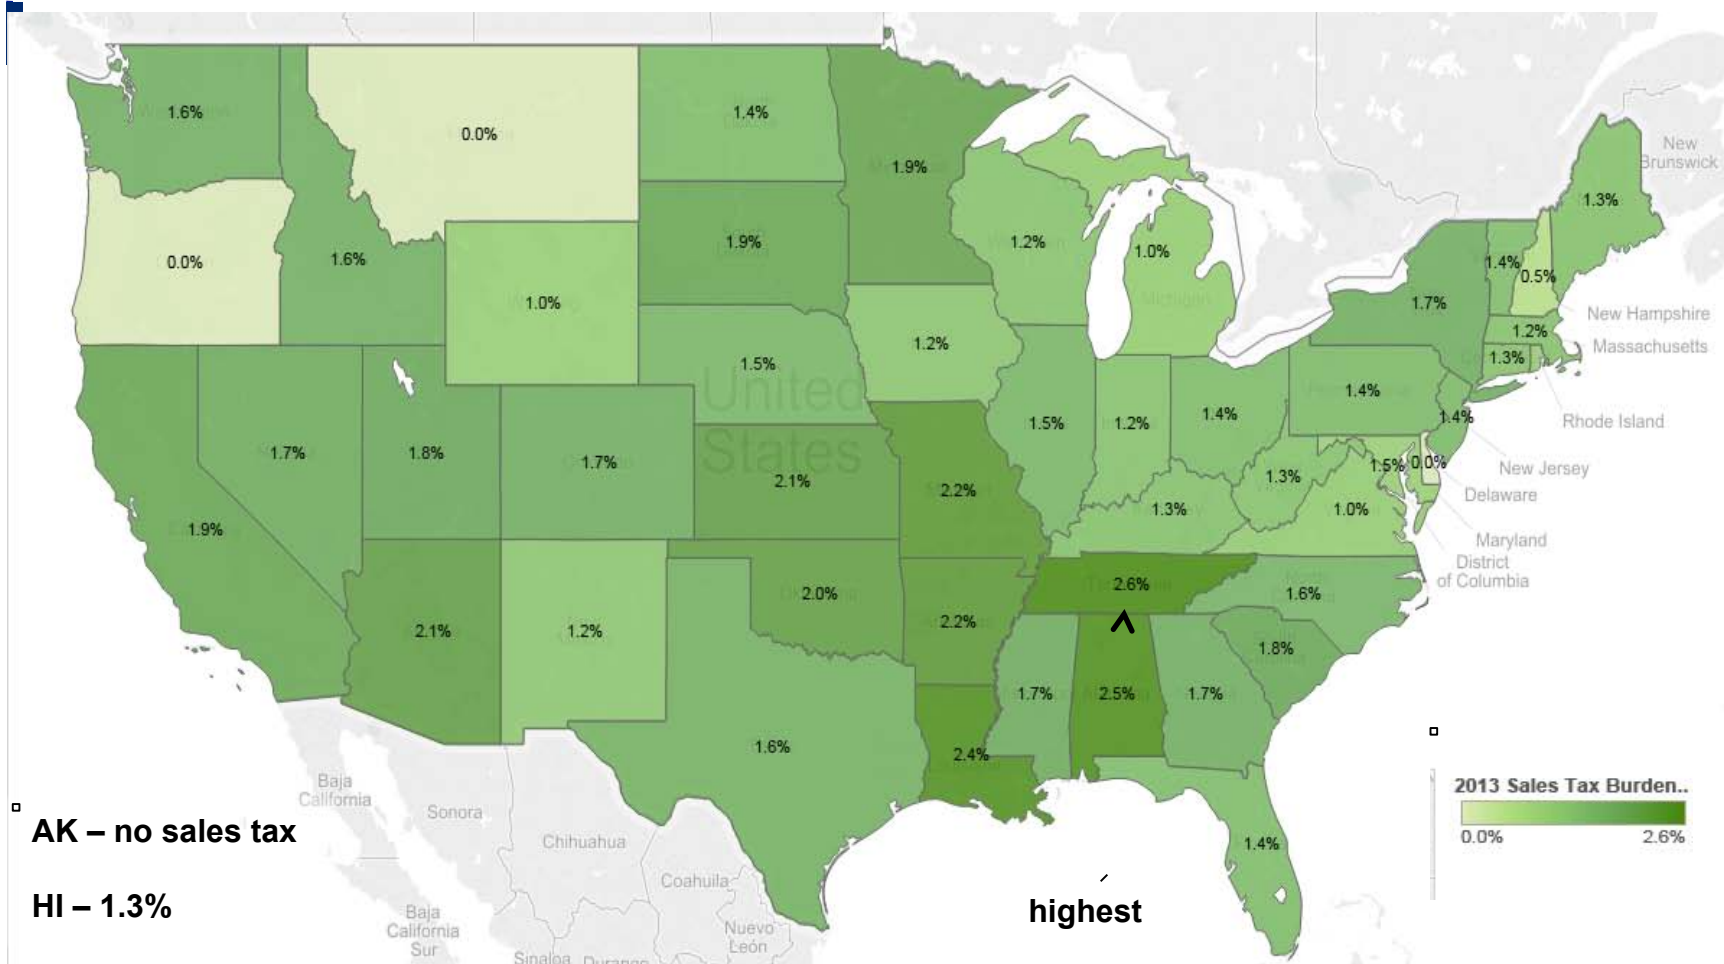 1.6%
0.0%
1.4%
1.9%
1.3%
New
Brunswick
0.0%
1.6%
1.0%
1.9%
1.2%
1.0%
Michigan
1.7%
1.4%
0.5%
New Hampshire
1.2%
Massachusetts
1.3%
Rhode Island
1.5%
1.2%
United
States
1.4%
1.4%
New Jersey
1.5%
0.0%
Delaware
Maryland
District
of Columbia
1.9%
1.7%
1.8%
1.7%
2.1%
2.2%
1.5%
1.2%
1.4%
1.3%
1.3%
1.0%
2.1%
1.2%
2.0%
2.2%
2.6%
1.6%
1.6%
2.4%
1.7%
2.5%
1.7%
1.8%
1.4%
Baja
California
Sonora
Chihuahua
Coahuila
Baja
California
Sur
Nuevo
León
Sinaloa
Durango
AK – no sales tax
HI – 1.3%
highest
2013 Sales Tax Burden..
0.0% 2.6%